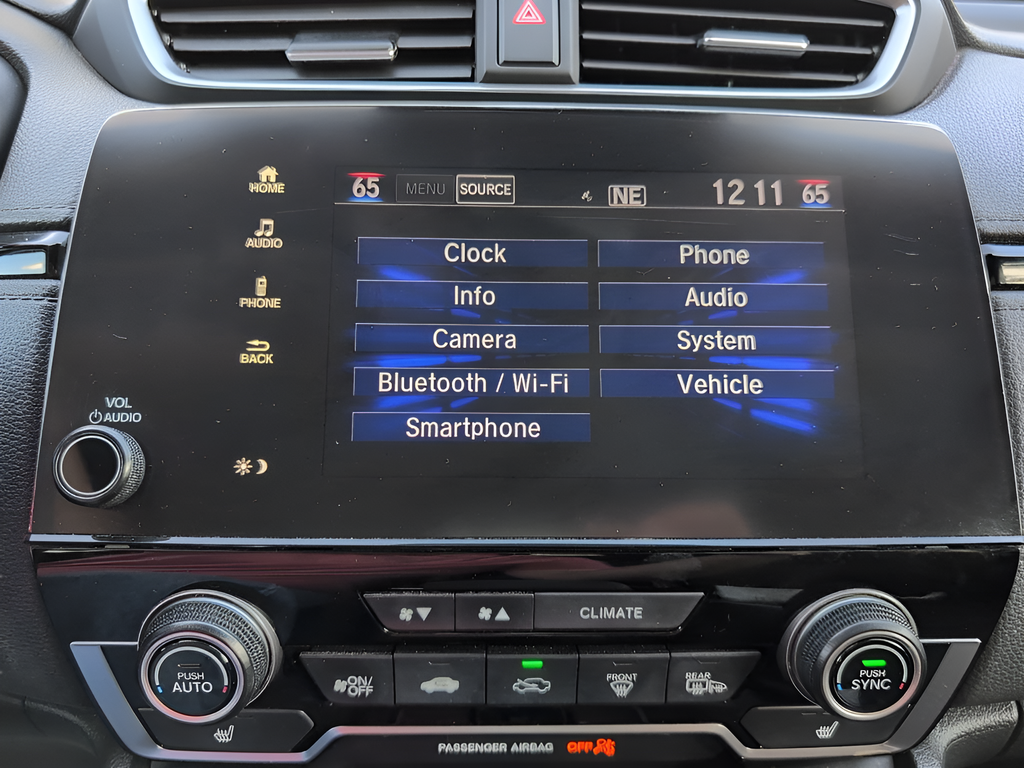 HOME
AUDIO
PHONE
BACK
VOL
AUDIO
65 MENU SOURCE NE 12 11 65
Clock Phone
Info Audio
Camera System
Bluetooth / Wi-Fi Vehicle
Smartphone
CLIMATE
PUSH
AUTO
ON/
OFF
FRONT
REAR
PUSH
SYNC
PASSENGER AIRBAG OFF